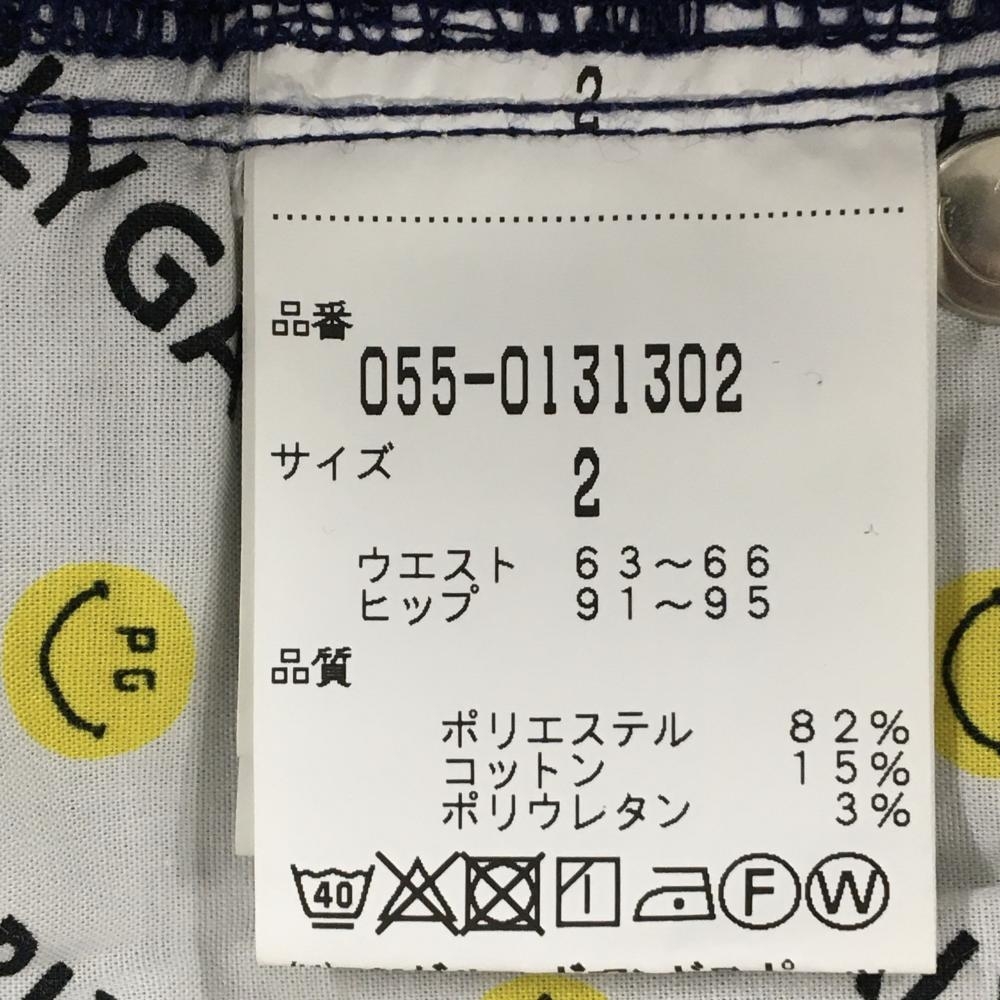 2
品番
055-0131302
サイズ
2
ウエスト 63～66
ヒップ 91～95
品質
ポリエステル 82%
コットン 15%
ポリウレタン 3%
40
F W
PG